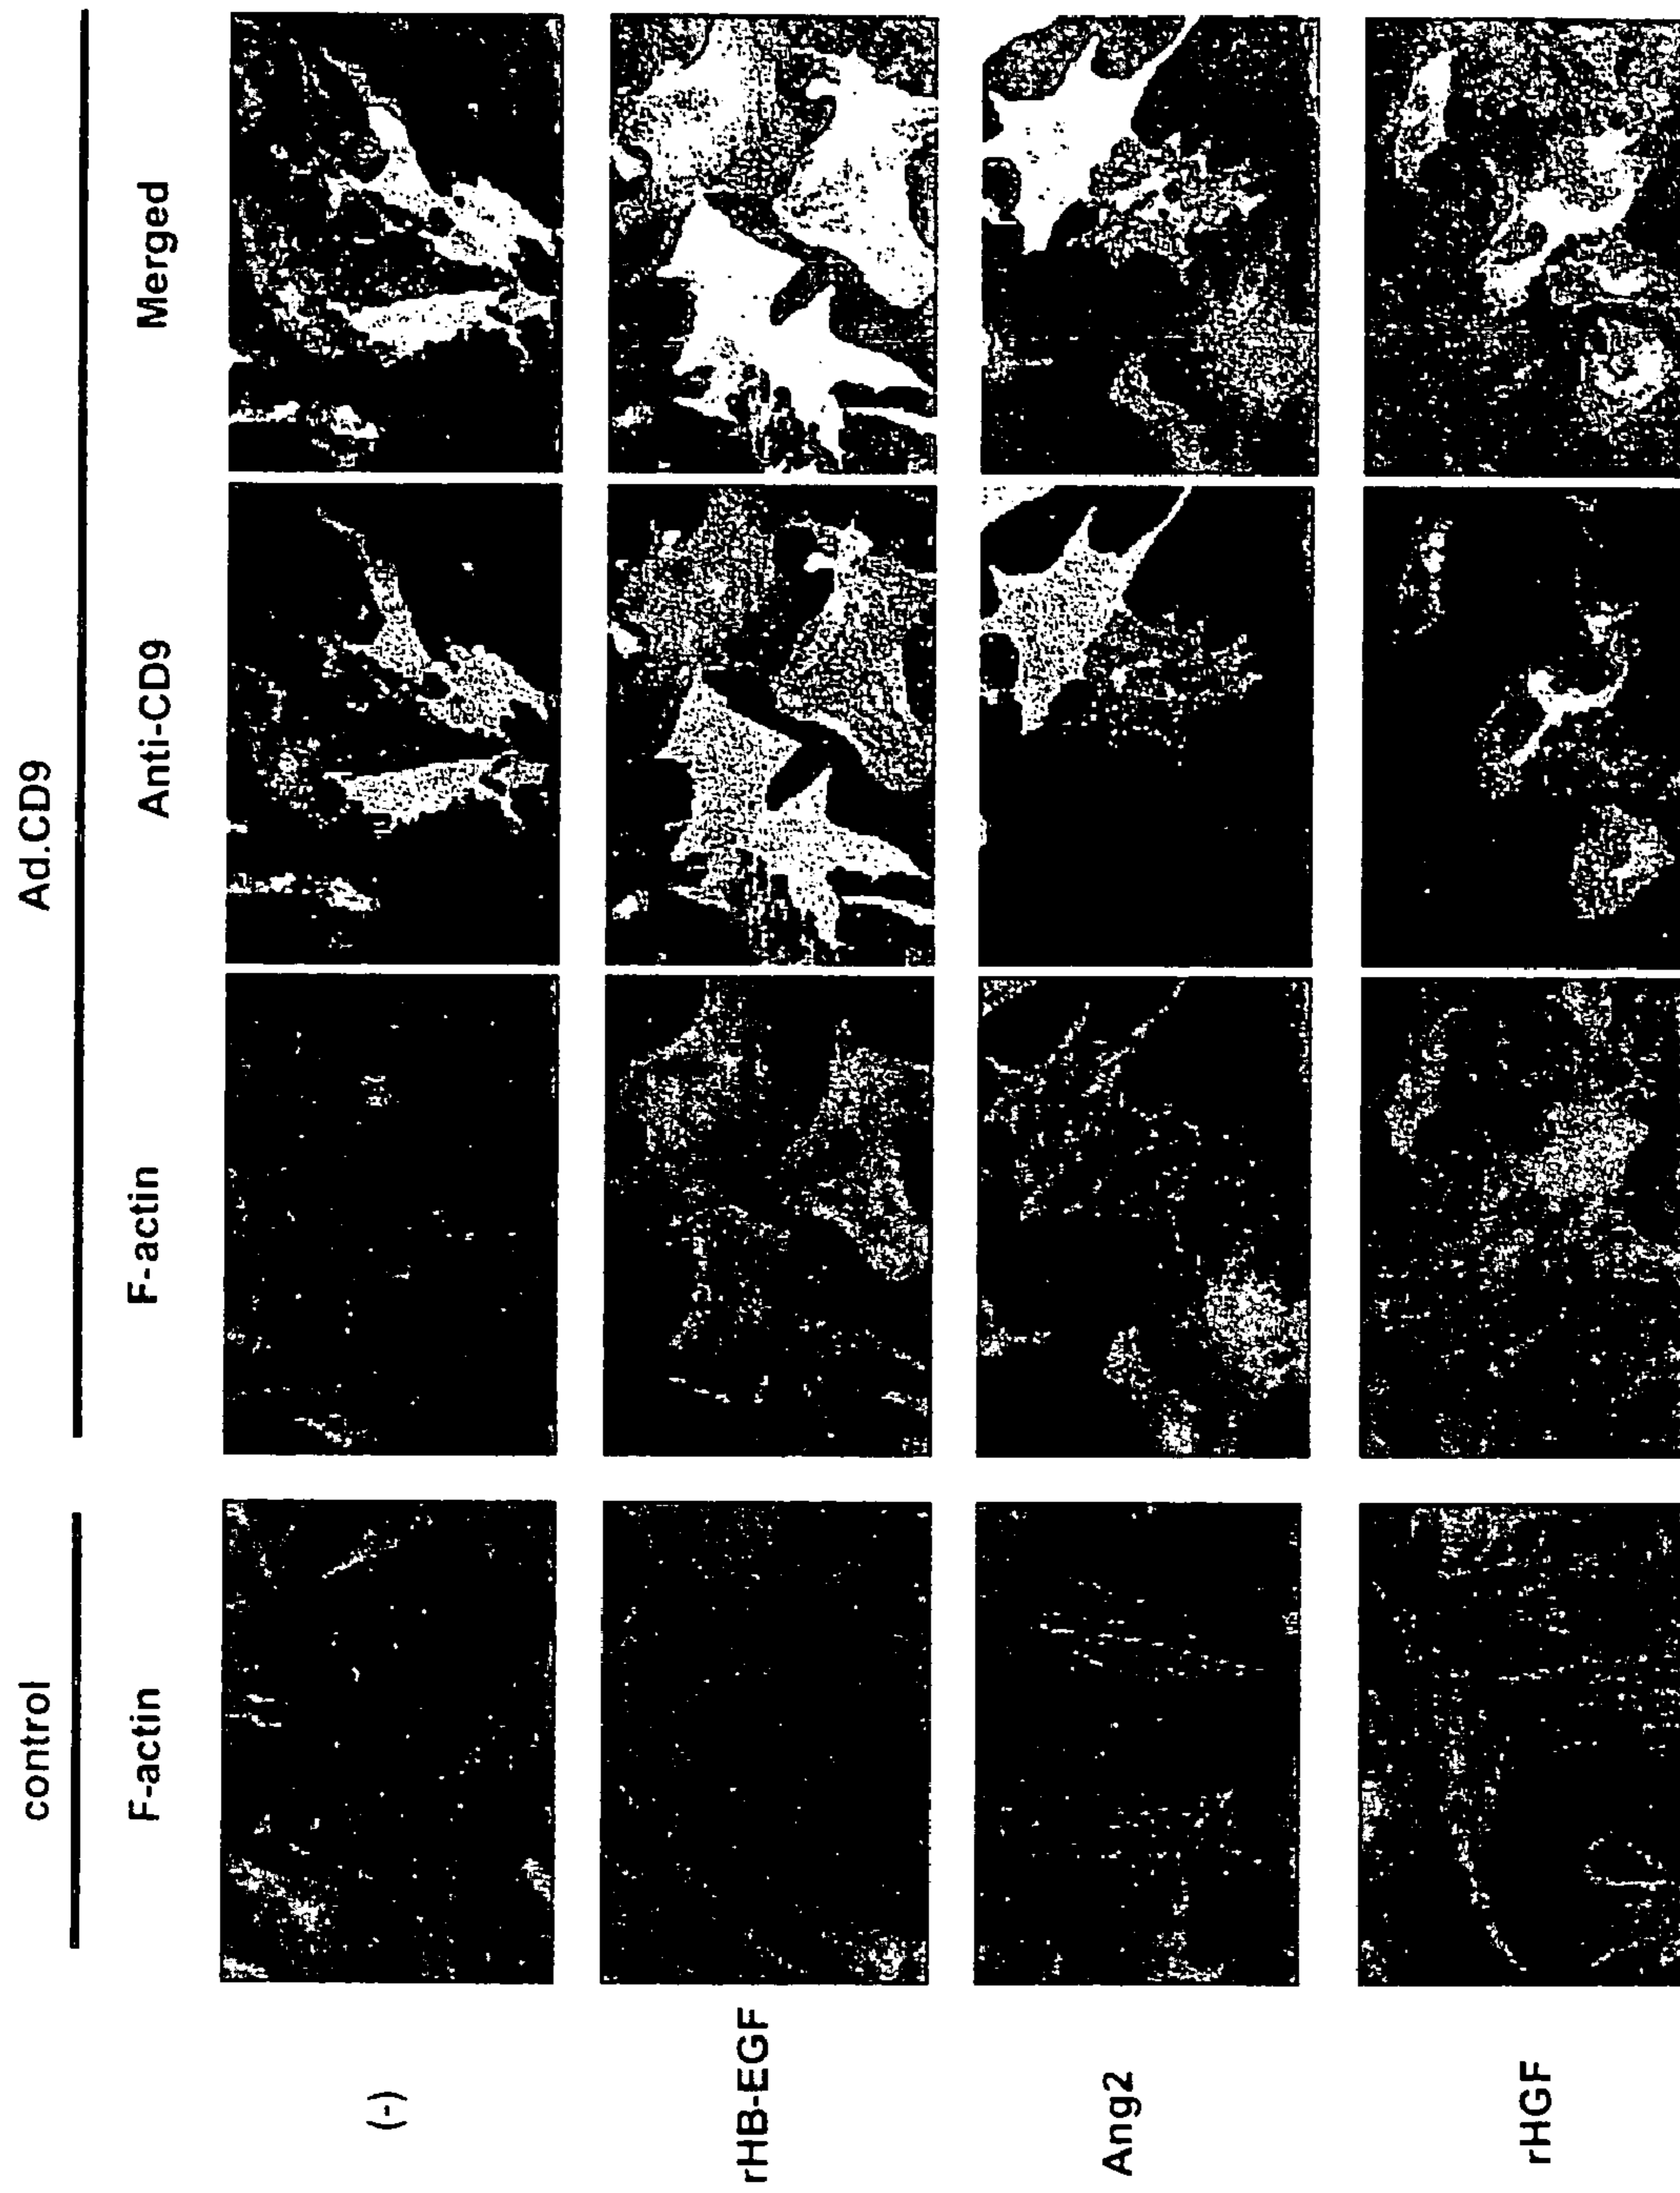 control
Ad.CD9
F-actin
F-actin
Anti-CD9
Merged
(-)
rHB-EGF
Ang2
rHGF